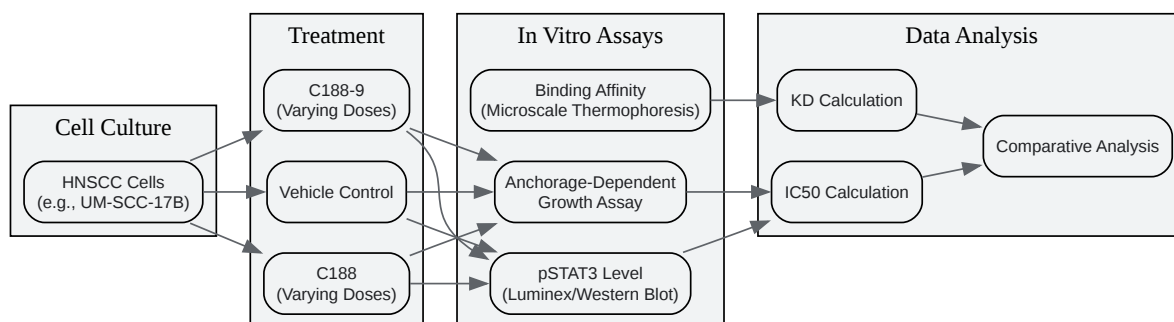 Cell Culture
HNSCC Cells
(e.g., UM-SCC-17B)
Treatment
C188-9
(Varying Doses)
Vehicle Control
C188
(Varying Doses)
In Vitro Assays
Binding Affinity
(Microscale Thermophoresis)
Anchorage-Dependent
Growth Assay
pSTAT3 Level
(Luminex/Western Blot)
Data Analysis
KD Calculation
IC50 Calculation
Comparative Analysis